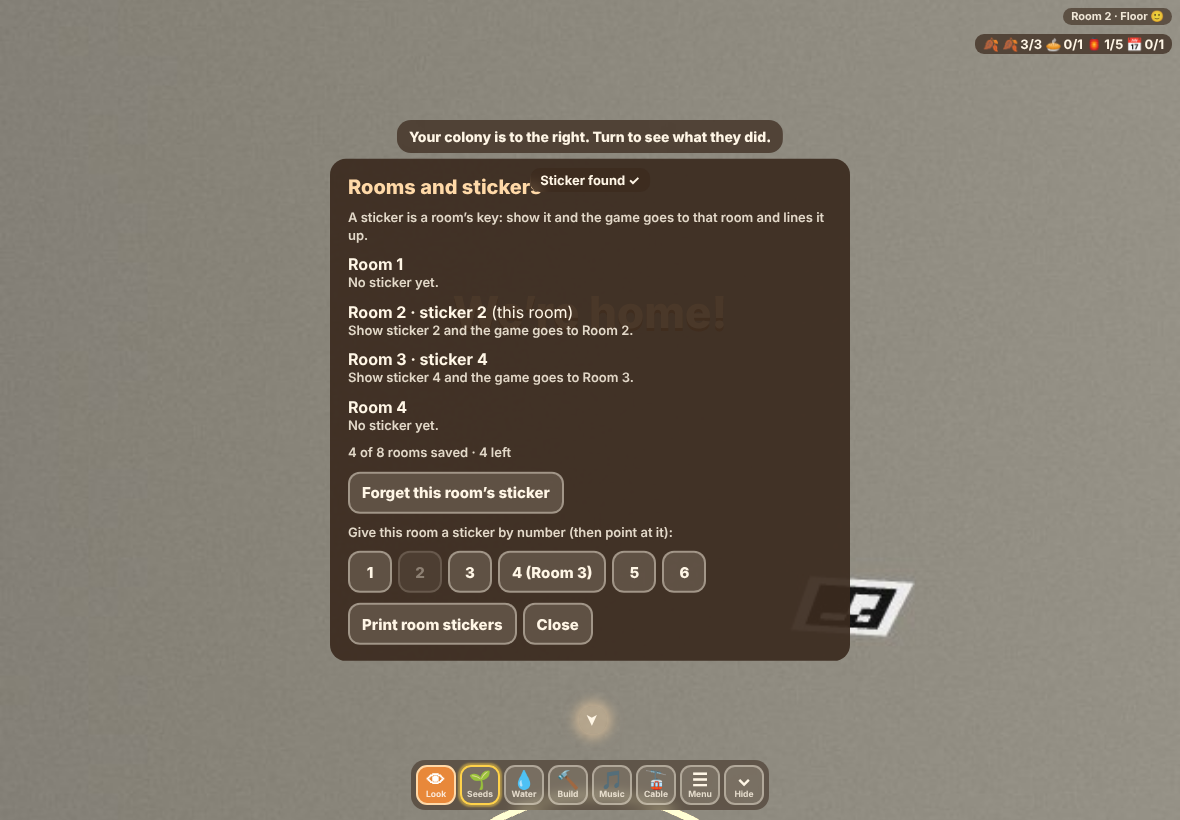 Room 2 · Floor 🙂
🍂 🍂 3/3 🥧 0/1 🧧 1/5 📅 0/1
Your colony is to the right. Turn to see what they did.
Rooms and stickers
Sticker found ✓
A sticker is a room’s key: show it and the game goes to that room and lines it
up.
Room 1
No sticker yet.
We're home!
Room 2 · sticker 2 (this room)
Show sticker 2 and the game goes to Room 2.
Room 3 · sticker 4
Show sticker 4 and the game goes to Room 3.
Room 4
No sticker yet.
4 of 8 rooms saved · 4 left
Forget this room’s sticker
Give this room a sticker by number (then point at it):
1 2 3 4 (Room 3) 5 6
Print room stickers Close
Look Seeds Water Build Music Cable Menu Hide